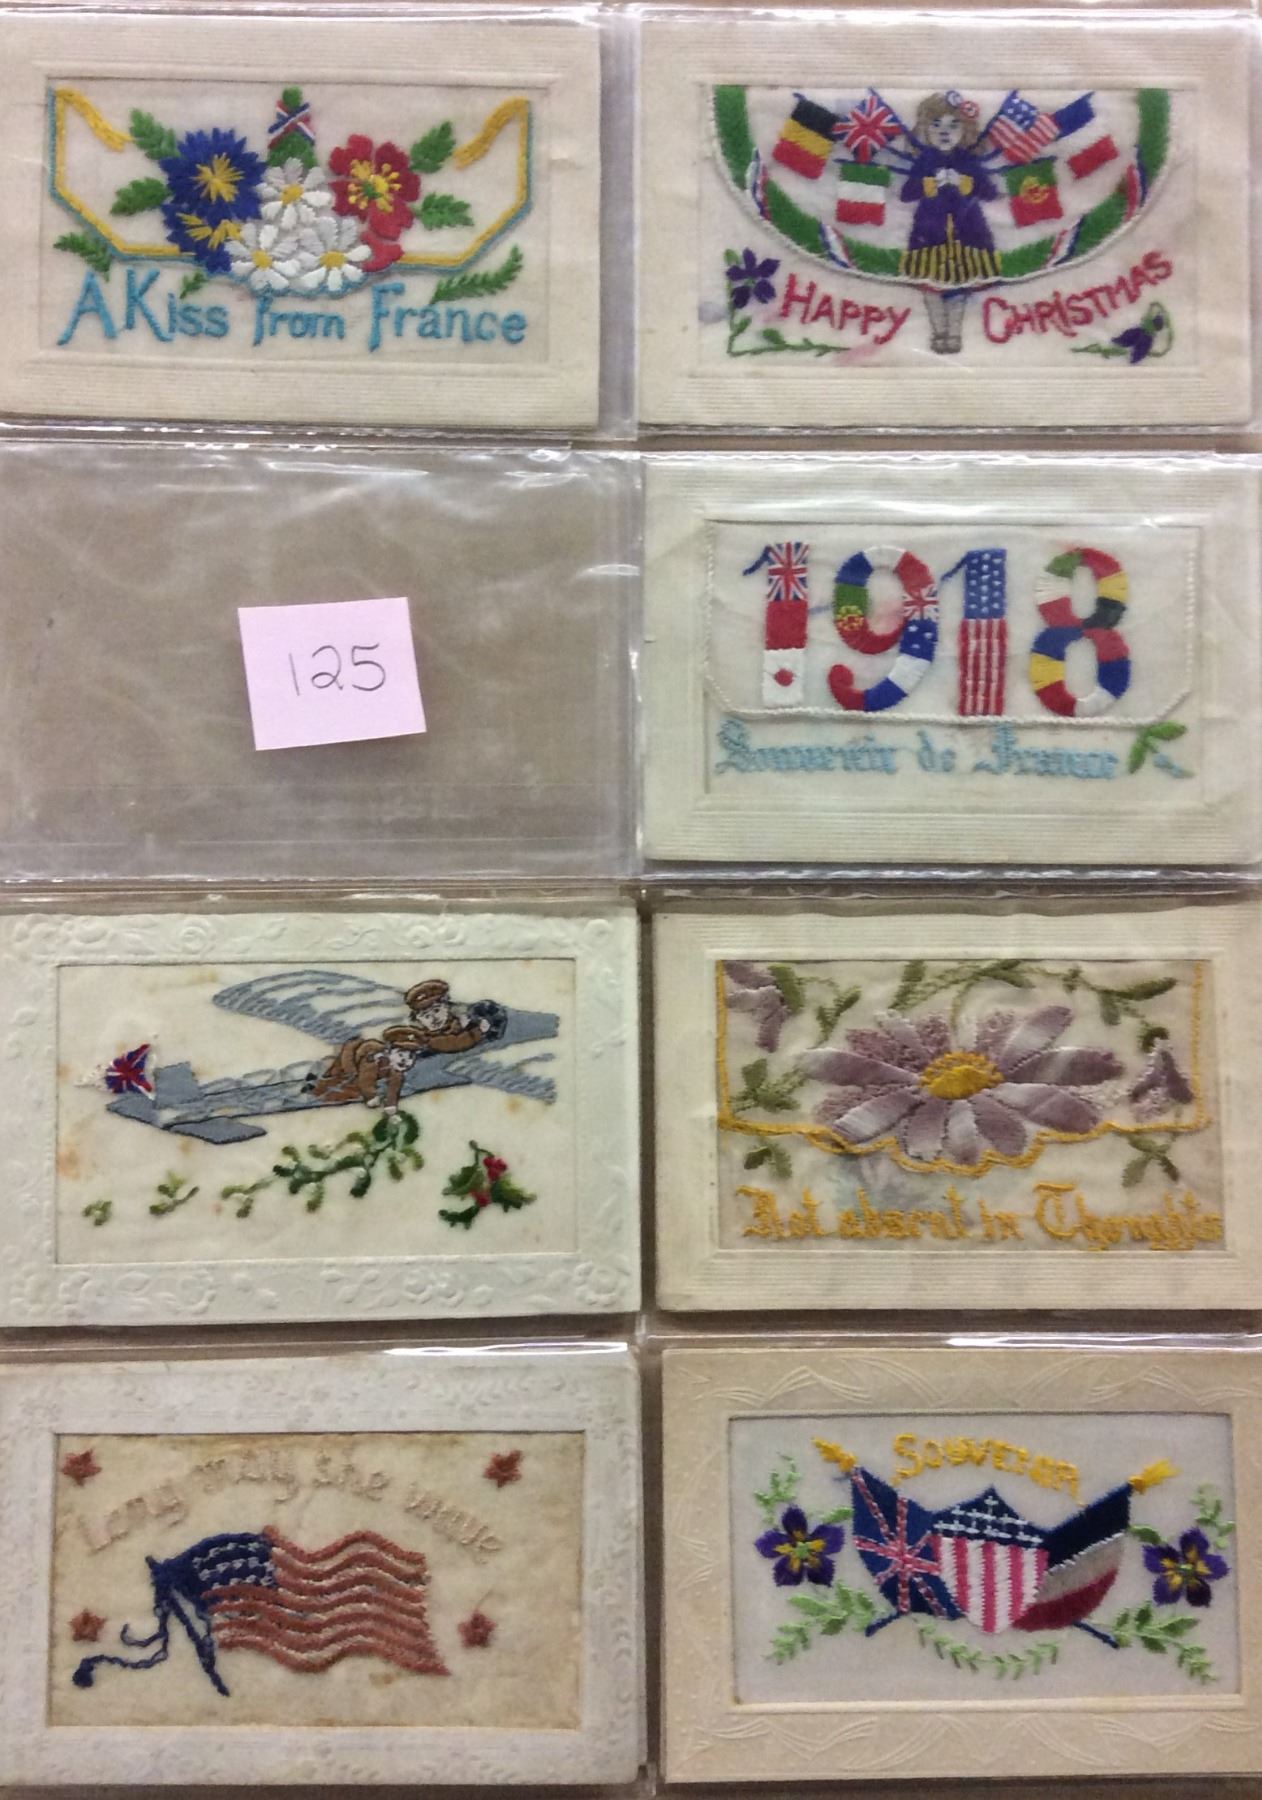 A Kiss from France
HAPPY CHRISTMAS
125
1918
Souvenir de France
Not absent in Thoughts
Long may she wave
SOUVENIR